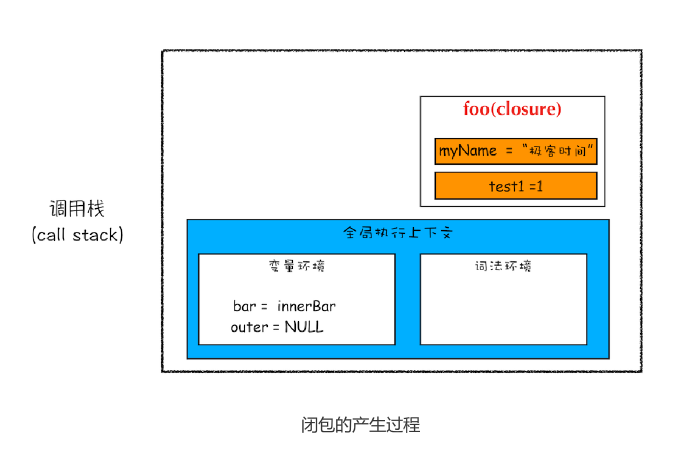 foo(closure)
myName = “极客时间”
test1 =1
调用栈
(call stack)
全局执行上下文
变量环境
词法环境
bar = innerBar
outer = NULL
闭包的产生过程